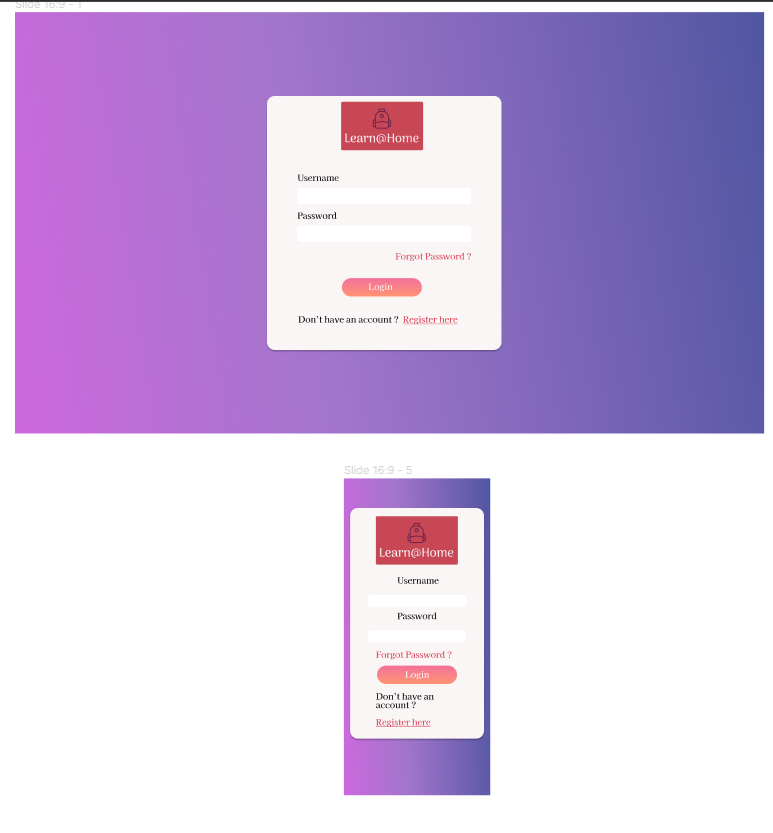 Slide 16:9 - 1
Learn@Home
Username
Password
Forgot Password ?
Login
Don't have an account ? Register here
Slide 16:9 - 5
Learn@Home
Username
Password
Forgot Password ?
Login
Don't have an
account ?
Register here